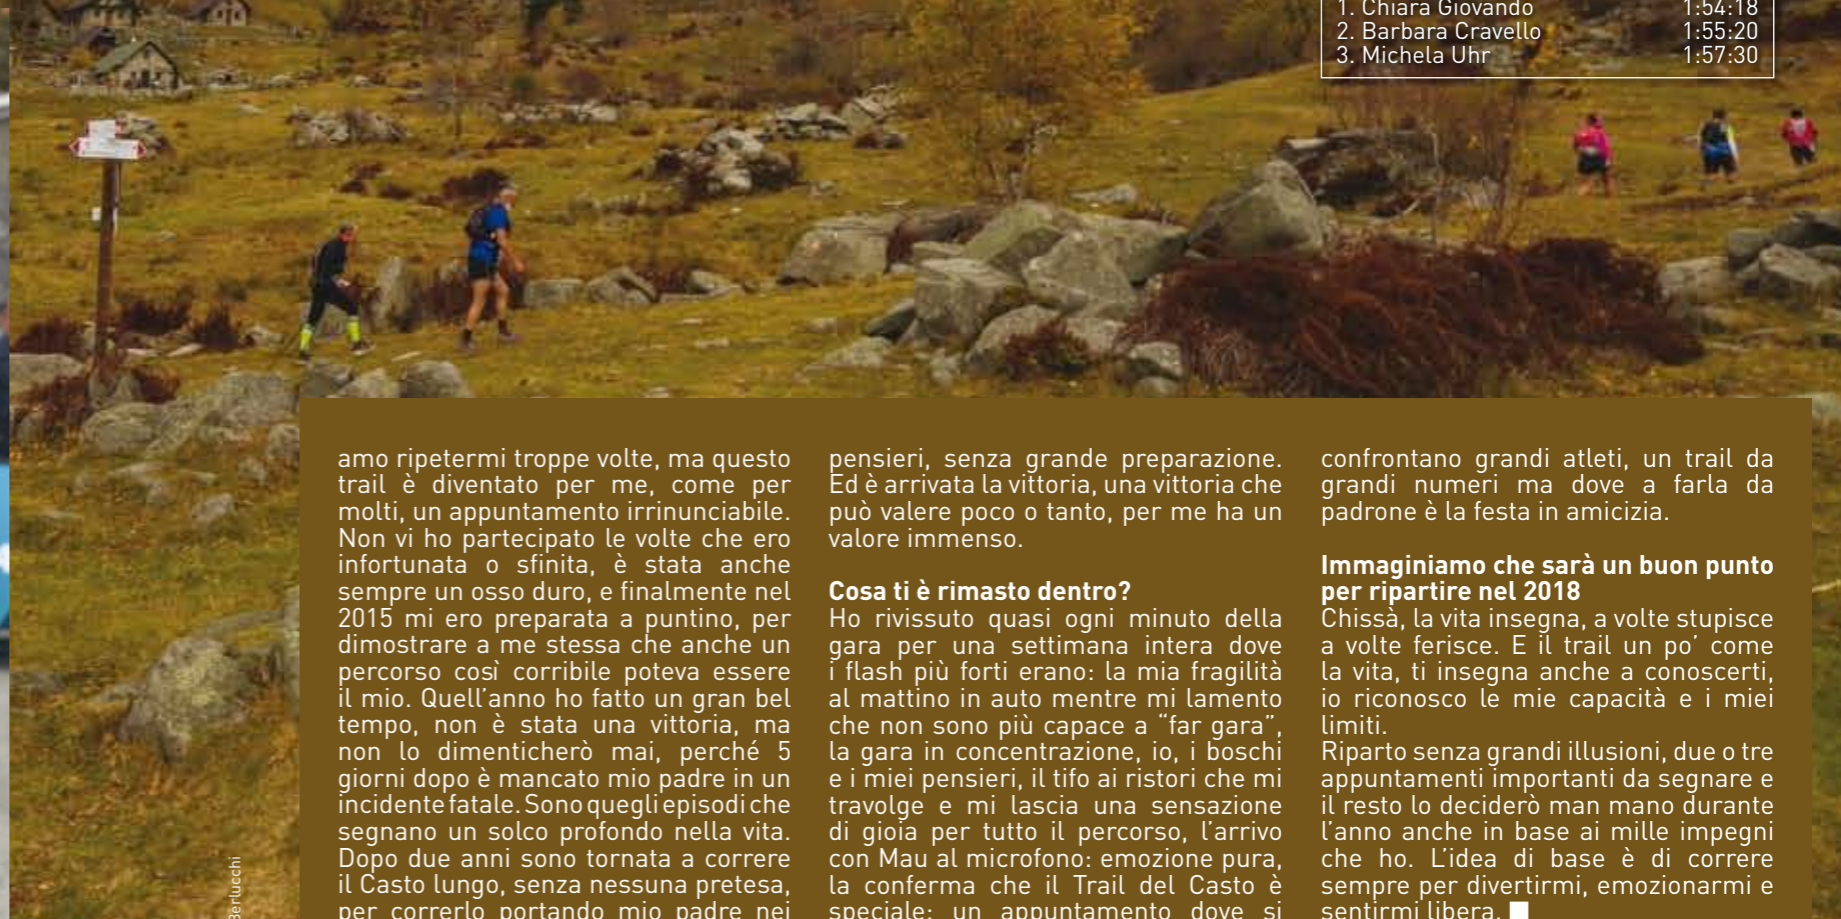 1. Chiara Giovando 1:54:18
2. Barbara Cravello 1:55:20
3. Michela Uhr 1:57:30
amo ripetermi troppe volte, ma questo
trail è diventato per me, come per
molti, un appuntamento irrinunciabile.
Non vi ho partecipato le volte che ero
infortunata o sfinita, è stata anche
sempre un osso duro, e finalmente nel
2015 mi ero preparata a puntino, per
dimostrare a me stessa che anche un
percorso così corribile poteva essere
il mio. Quell'anno ho fatto un gran bel
tempo, non è stata una vittoria, ma
non lo dimenticherò mai, perché 5
giorni dopo è mancato mio padre in un
incidente fatale. Sono quegli episodi che
segnano un solco profondo nella vita.
Dopo due anni sono tornata a correre
il Casto lungo, senza nessuna pretesa,
per correrlo portando mio padre nei
pensieri, senza grande preparazione.
Ed è arrivata la vittoria, una vittoria che
può valere poco o tanto, per me ha un
valore immenso.
Cosa ti è rimasto dentro?
Ho rivissuto quasi ogni minuto della
gara per una settimana intera dove
i flash più forti erano: la mia fragilità
al mattino in auto mentre mi lamento
che non sono più capace a “far gara”,
la gara in concentrazione, io, i boschi
e i miei pensieri, il tifo ai ristori che mi
travolge e mi lascia una sensazione
di gioia per tutto il percorso, l'arrivo
con Mau al microfono: emozione pura,
la conferma che il Trail del Casto è
speciale: un appuntamento dove si
confrontano grandi atleti, un trail da
grandi numeri ma dove a farla da
padrone è la festa in amicizia.
Immaginiamo che sarà un buon punto
per ripartire nel 2018
Chissà, la vita insegna, a volte stupisce
a volte ferisce. E il trail un po' come
la vita, ti insegna anche a conoscerti,
io riconosco le mie capacità e i miei
limiti.
Riparto senza grandi illusioni, due o tre
appuntamenti importanti da segnare e
il resto lo deciderò man mano durante
l'anno anche in base ai mille impegni
che ho. L'idea di base è di correre
sempre per divertirmi, emozionarmi e
sentirmi libera.
Berlucchi